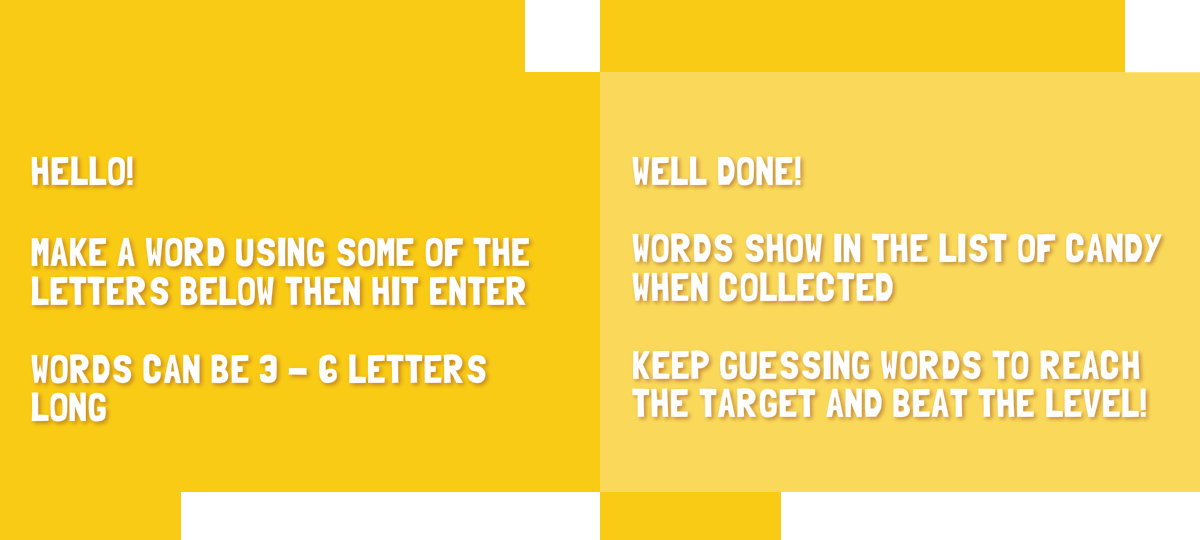 HELLO!
MAKE A WORD USING SOME OF THE
LETTERS BELOW THEN HIT ENTER
WORDS CAN BE 3 – 6 LETTERS
LONG
WELL DONE!
WORDS SHOW IN THE LIST OF CANDY
WHEN COLLECTED
KEEP GUESSING WORDS TO REACH
THE TARGET AND BEAT THE LEVEL!